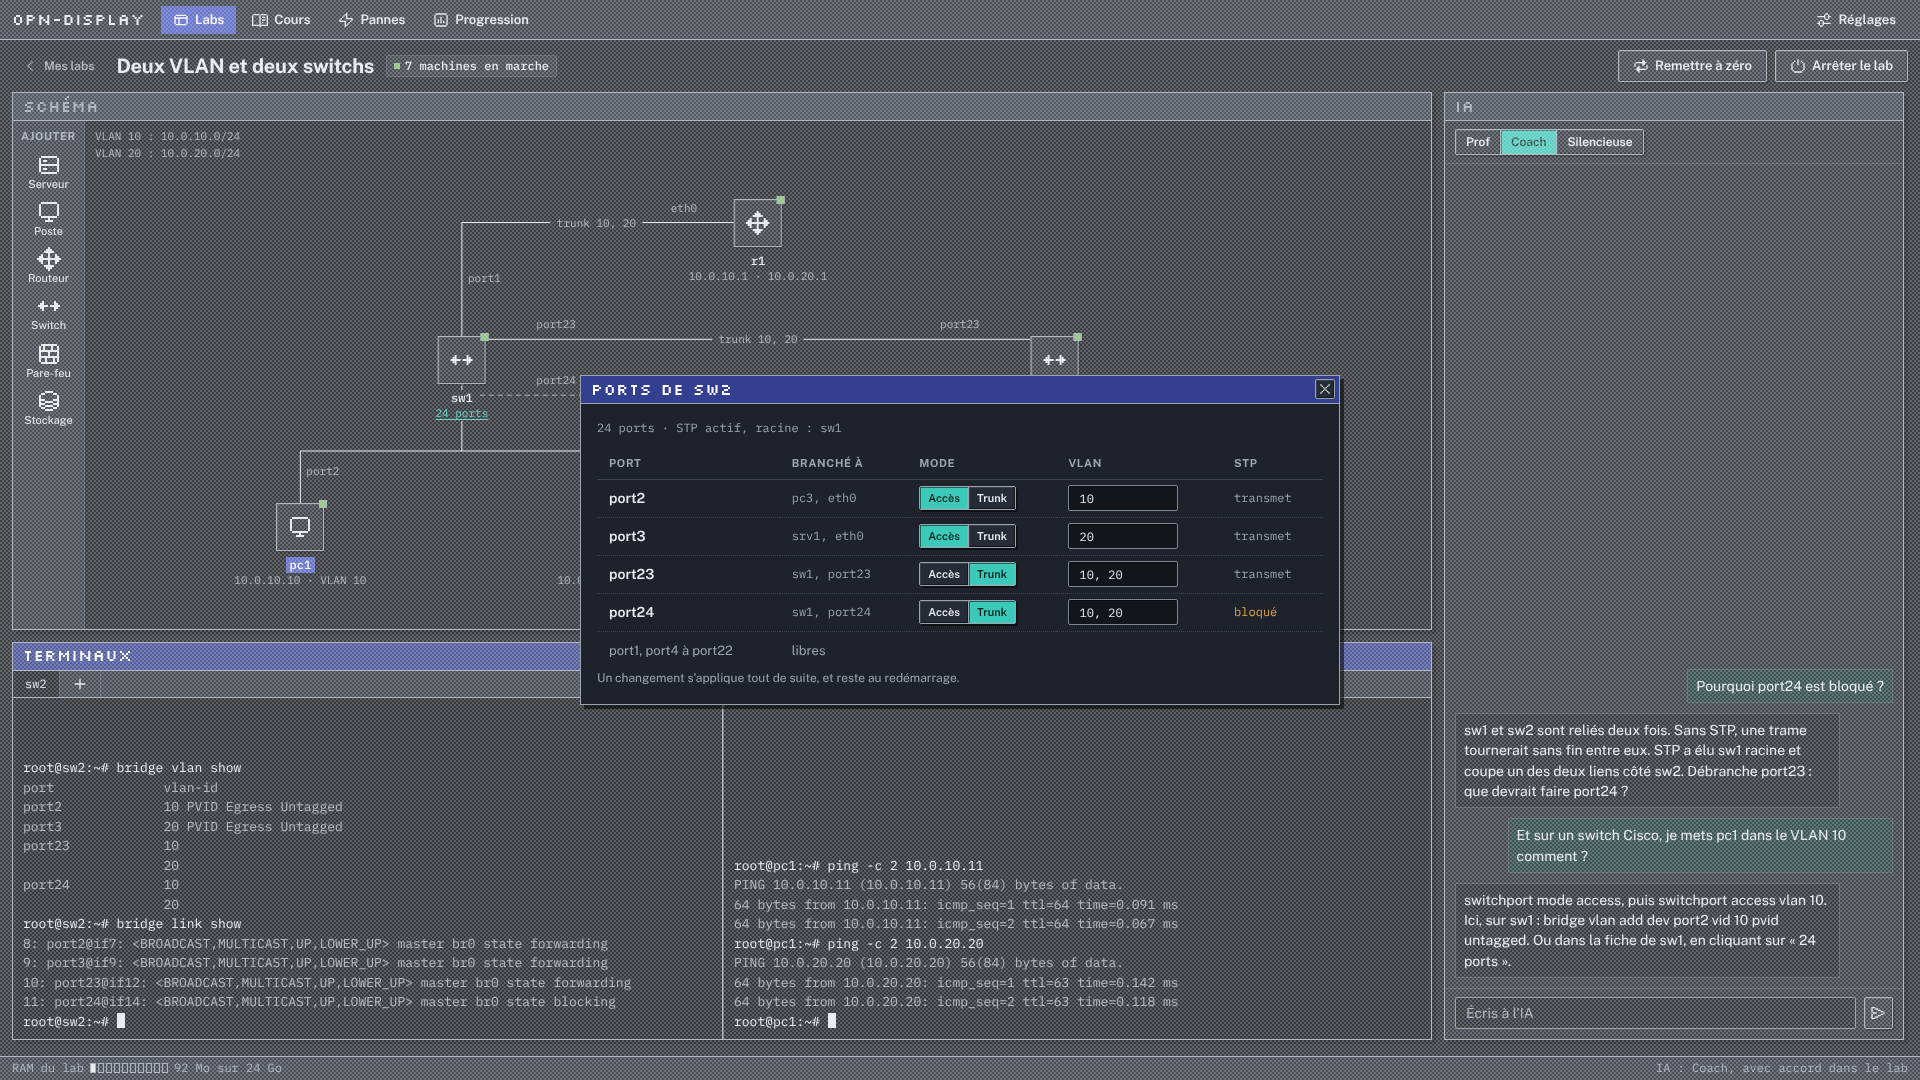 OPN-DISPLAY
Labs
Cours
Pannes
Progression
Réglages
Mes labs
Deux VLAN et deux switchs
7 machines en marche
Remettre à zéro
Arrêter le lab
SCHÉMA
AJOUTER
Serveur
Poste
Routeur
Switch
Pare-feu
Stockage
VLAN 10 : 10.0.10.0/24
VLAN 20 : 10.0.20.0/24
eth0
trunk 10, 20
r1
10.0.10.1 · 10.0.20.1
port1
port23
port23
trunk 10, 20
port24
sw1
24 ports
port2
pc1
10.0.10.10 · VLAN 10
10.0
PORTS DE SW2
24 ports · STP actif, racine : sw1
PORT BRANCHÉ À MODE VLAN STP
port2 pc3, eth0 Accès Trunk 10 transmet
port3 srv1, eth0 Accès Trunk 20 transmet
port23 sw1, port23 Accès Trunk 10, 20 transmet
port24 sw1, port24 Accès Trunk 10, 20 bloqué
port1, port4 à port22 libres
Un changement s'applique tout de suite, et reste au redémarrage.
TERMINAUX
sw2 +
root@sw2:~# bridge vlan show
port vlan-id
port2 10 PVID Egress Untagged
port3 20 PVID Egress Untagged
port23 10
20
port24 10
20
root@sw2:~# bridge link show
8: port2@if7: <BROADCAST,MULTICAST,UP,LOWER_UP> master br0 state forwarding
9: port3@if9: <BROADCAST,MULTICAST,UP,LOWER_UP> master br0 state forwarding
10: port23@if12: <BROADCAST,MULTICAST,UP,LOWER_UP> master br0 state forwarding
11: port24@if14: <BROADCAST,MULTICAST,UP,LOWER_UP> master br0 state blocking
root@sw2:~#
root@pc1:~# ping -c 2 10.0.10.11
PING 10.0.10.11 (10.0.10.11) 56(84) bytes of data.
64 bytes from 10.0.10.11: icmp_seq=1 ttl=64 time=0.091 ms
64 bytes from 10.0.10.11: icmp_seq=2 ttl=64 time=0.067 ms
root@pc1:~# ping -c 2 10.0.20.20
PING 10.0.20.20 (10.0.20.20) 56(84) bytes of data.
64 bytes from 10.0.20.20: icmp_seq=1 ttl=63 time=0.142 ms
64 bytes from 10.0.20.20: icmp_seq=2 ttl=63 time=0.118 ms
root@pc1:~#
IA
Prof
Coach
Silencieuse
Pourquoi port24 est bloqué ?
sw1 et sw2 sont reliés deux fois. Sans STP, une trame
tournerait sans fin entre eux. STP a élu sw1 racine et
coupe un des deux liens côté sw2. Débranche port23 :
que devrait faire port24 ?
Et sur un switch Cisco, je mets pc1 dans le VLAN 10
comment ?
switchport mode access, puis switchport access vlan 10.
Ici, sur sw1 : bridge vlan add dev port2 vid 10 pvid
untagged. Ou dans la fiche de sw1, en cliquant sur « 24
ports ».
Écris à l'IA
RAM du lab 92 Mo sur 24 Go
IA : Coach, avec accord dans le lab